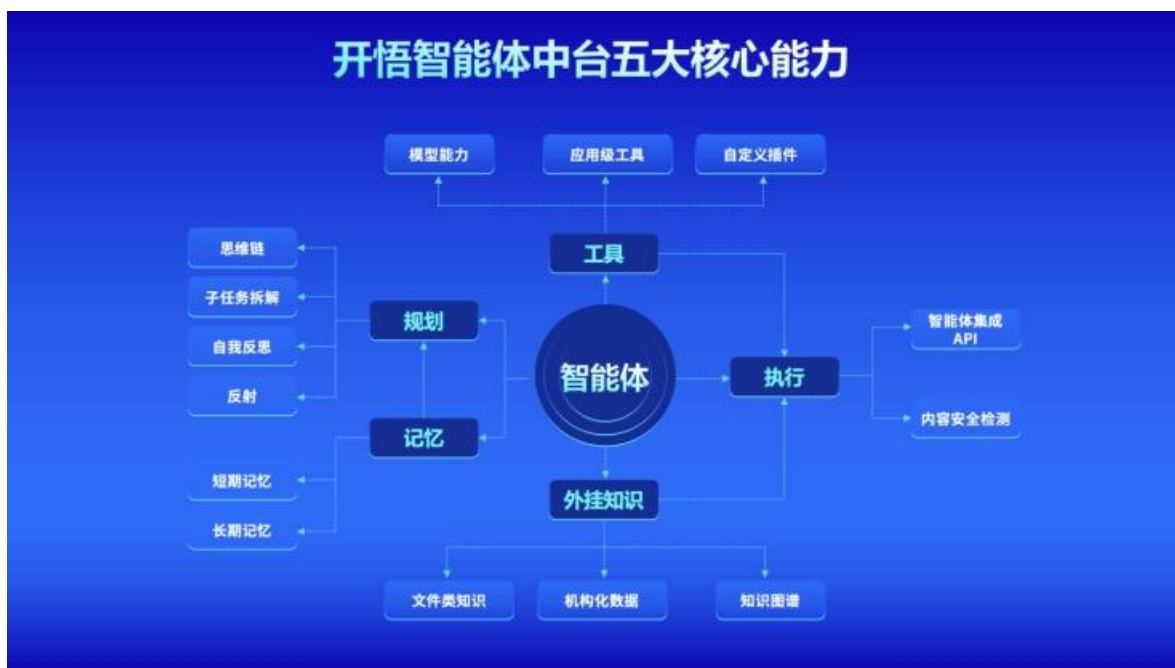 开悟智能体中台五大核心能力
模型能力
应用级工具
自定义插件
工具
思维链
子任务拆解
自我反思
反射
规划
智能体
执行
智能体集成
API
内容安全检测
记忆
短期记忆
长期记忆
外挂知识
文件类知识
机构化数据
知识图谱